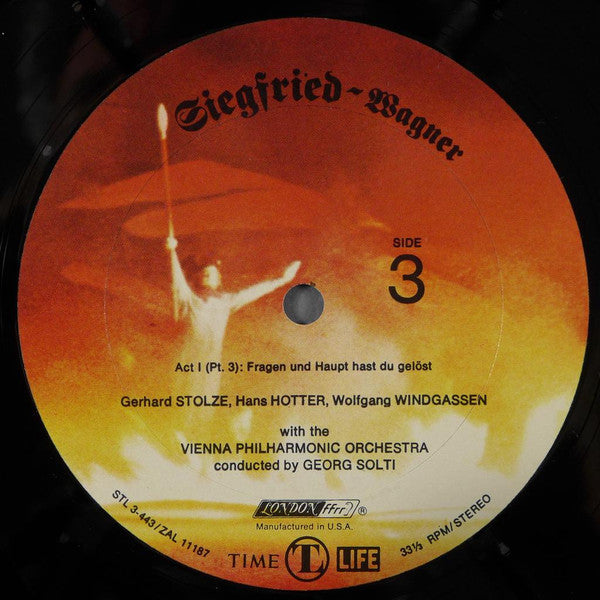 Siegfried - Wagner
SIDE
3
Act I (Pt. 3): Fragen und Haupt hast du gelöst
Gerhard STOLZE, Hans HOTTER, Wolfgang WINDGASSEN
with the
VIENNA PHILHARMONIC ORCHESTRA
conducted by GEORG SOLTI
LONDON ffrr ®
Manufactured in U.S.A.
STL 3-443/ZAL 11187
TIME TL LIFE
33⅓ RPM/STEREO